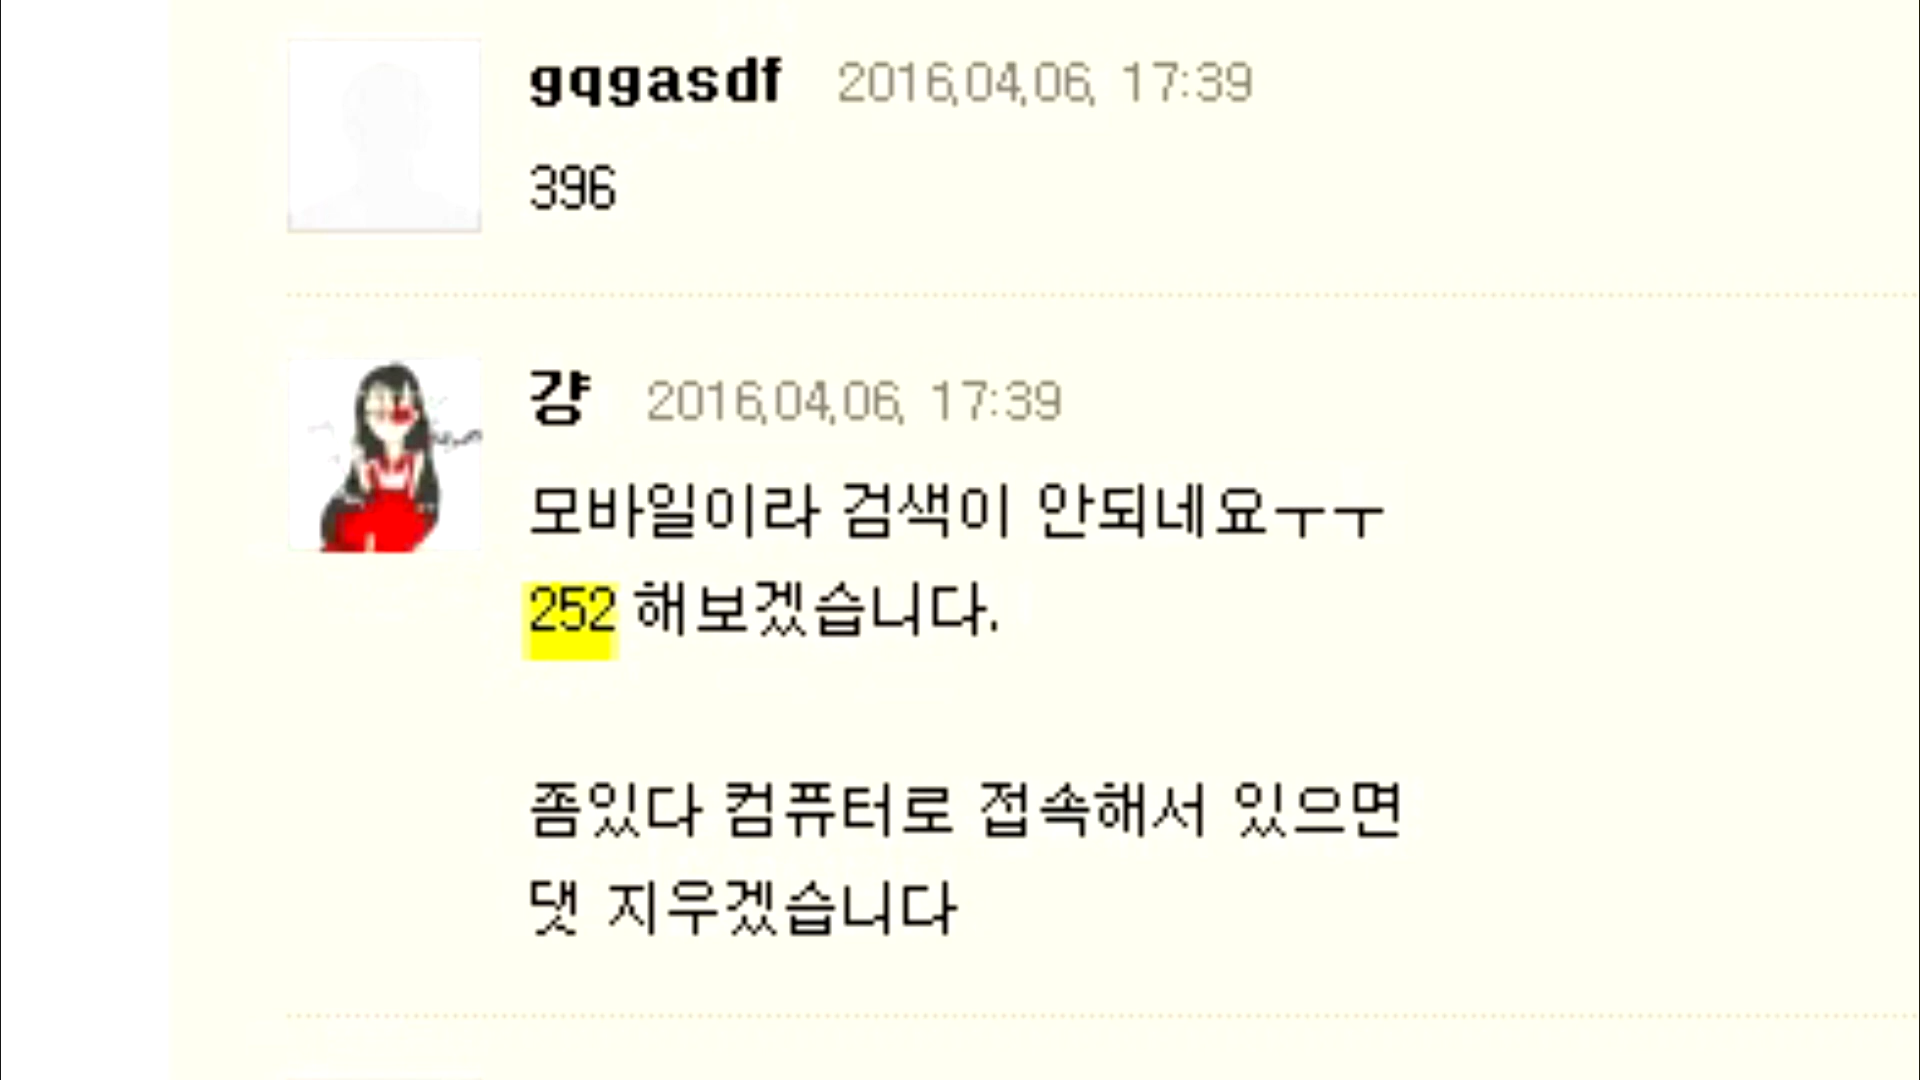 gqgasdf 2016.04.06. 17:39
396
걍 2016.04.06. 17:39
모바일이라 검색이 안되네요ㅜㅜ
252 해보겠습니다.
좀있다 컴퓨터로 접속해서 있으면
댓 지우겠습니다